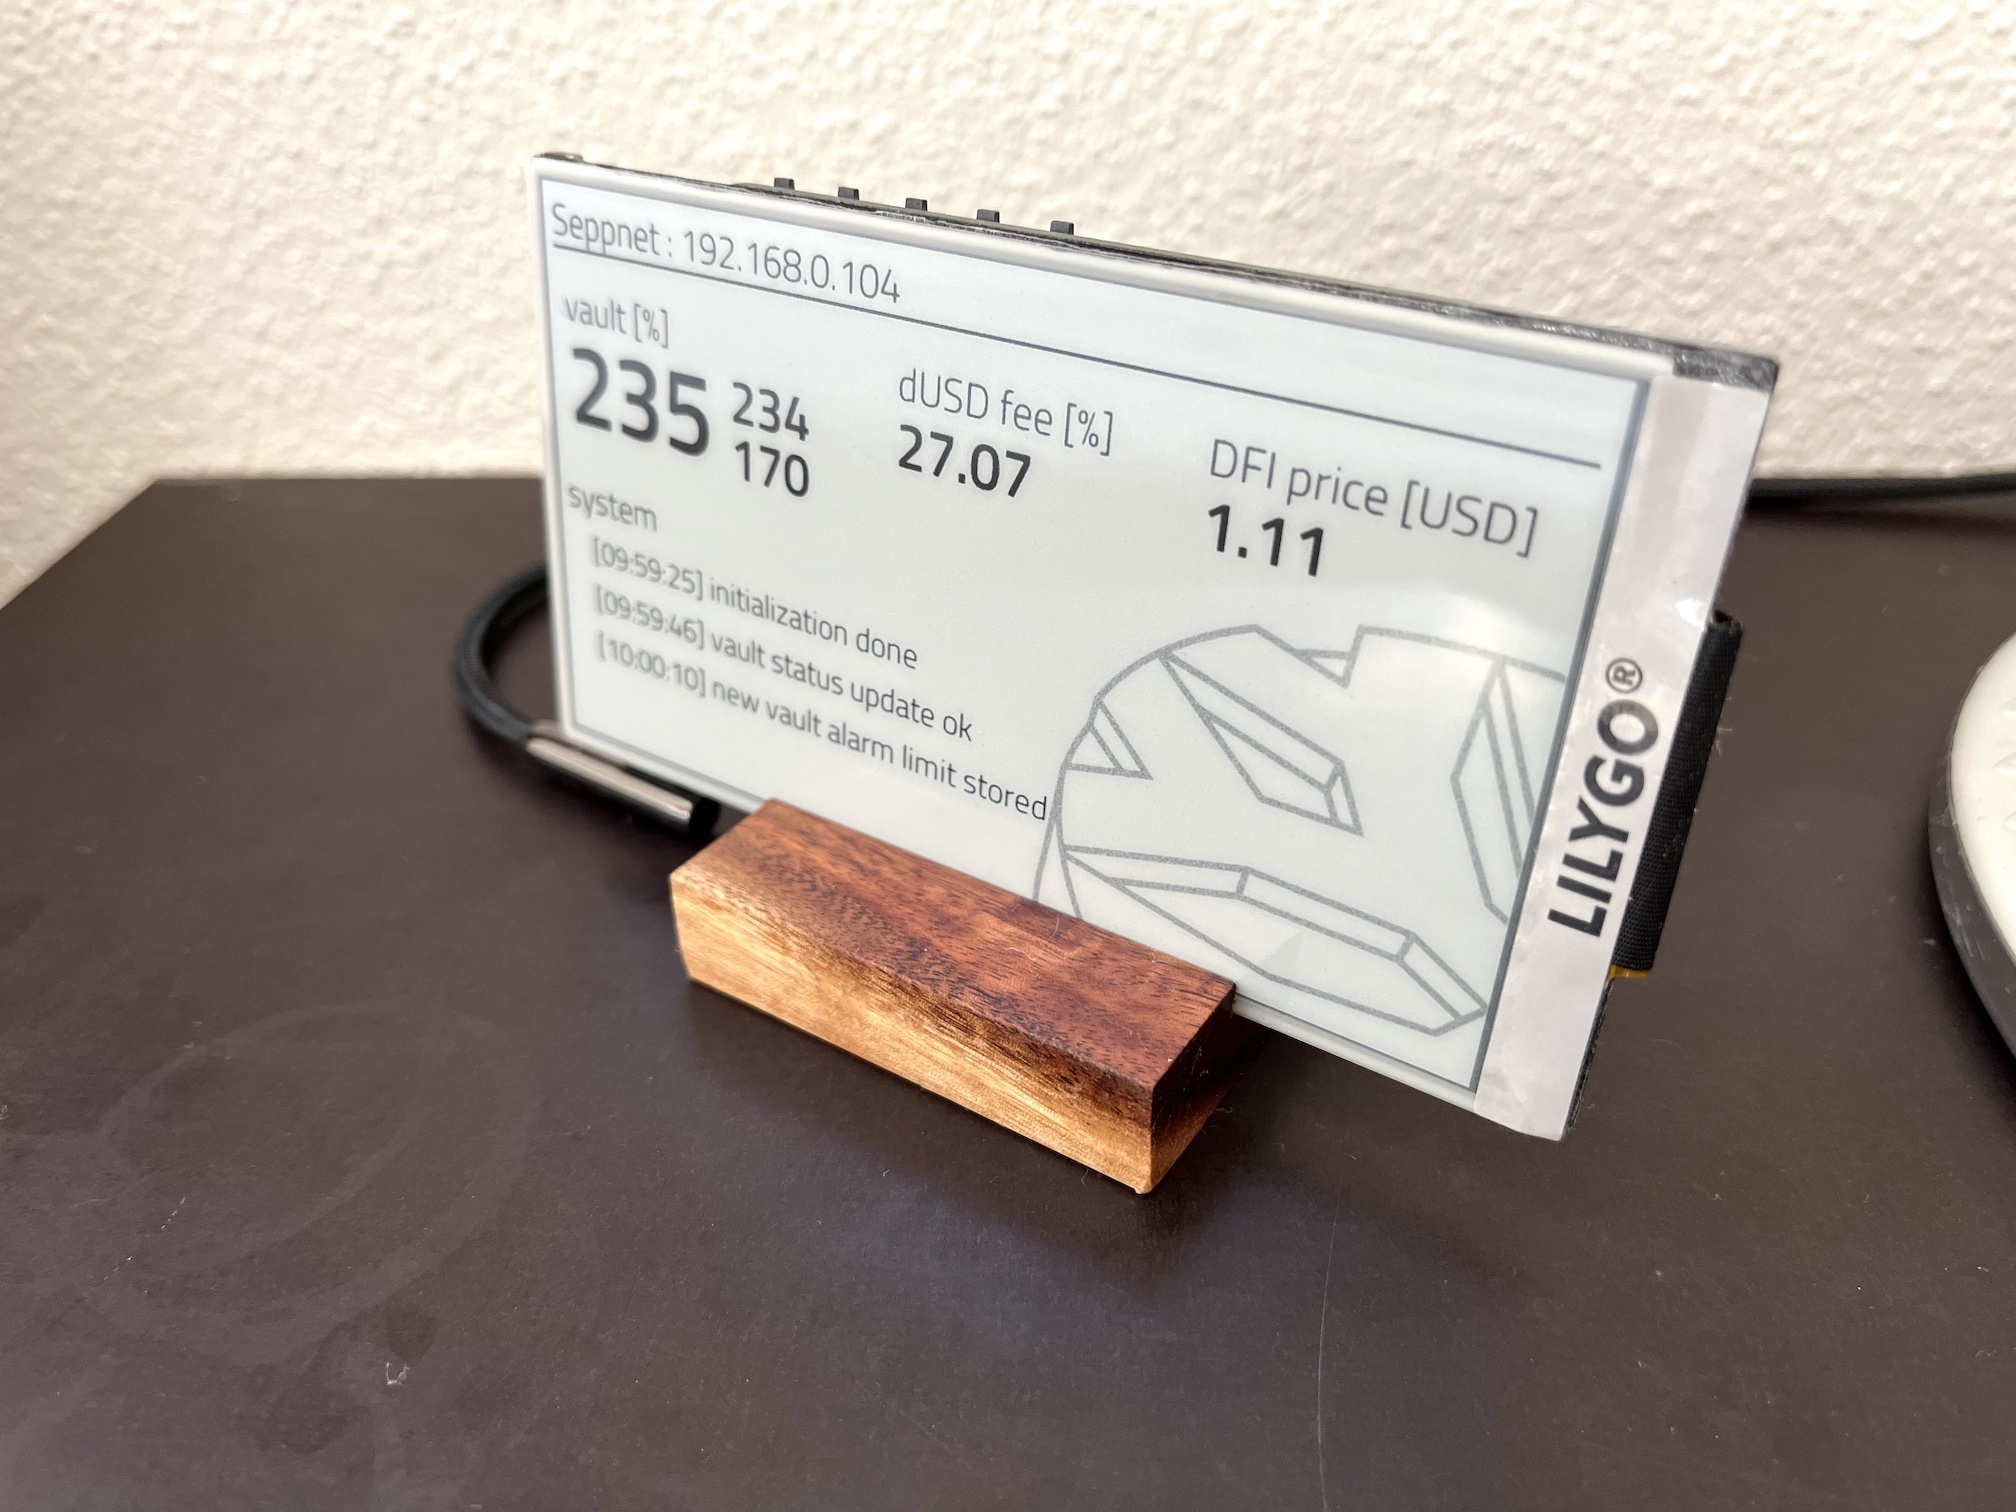 Seppnet : 192.168.0.104
vault [%]
235
234
170
dUSD fee [%]
27.07
DFI price [USD]
1.11
system
[09:59:25] initialization done
[09:59:46] vault status update ok
[10:00:10] new vault alarm limit stored
LILYGO®